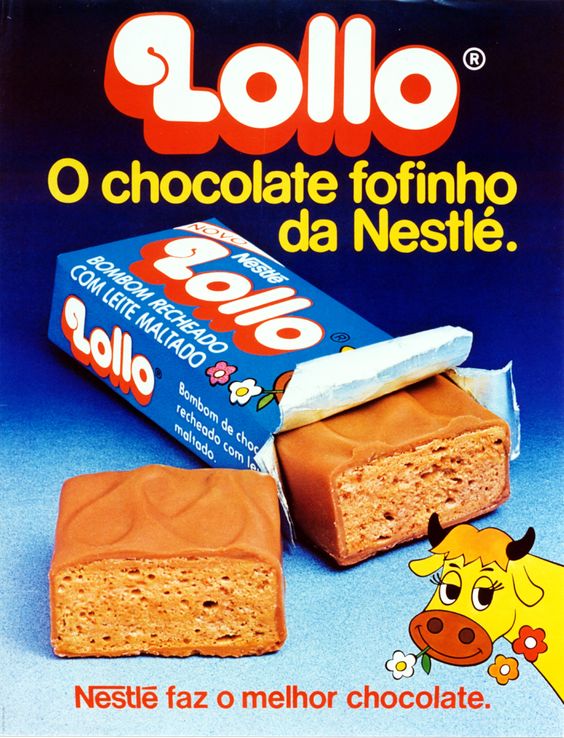 Lollo®
O chocolate fofinho
da Nestlé.
NOVO
Nestlé
Lollo®
BOMBOM RECHEADO
COM LEITE MALTADO
Lollo®
Bombom de choc
recheado com le
maltado.
Nestlé faz o melhor chocolate.